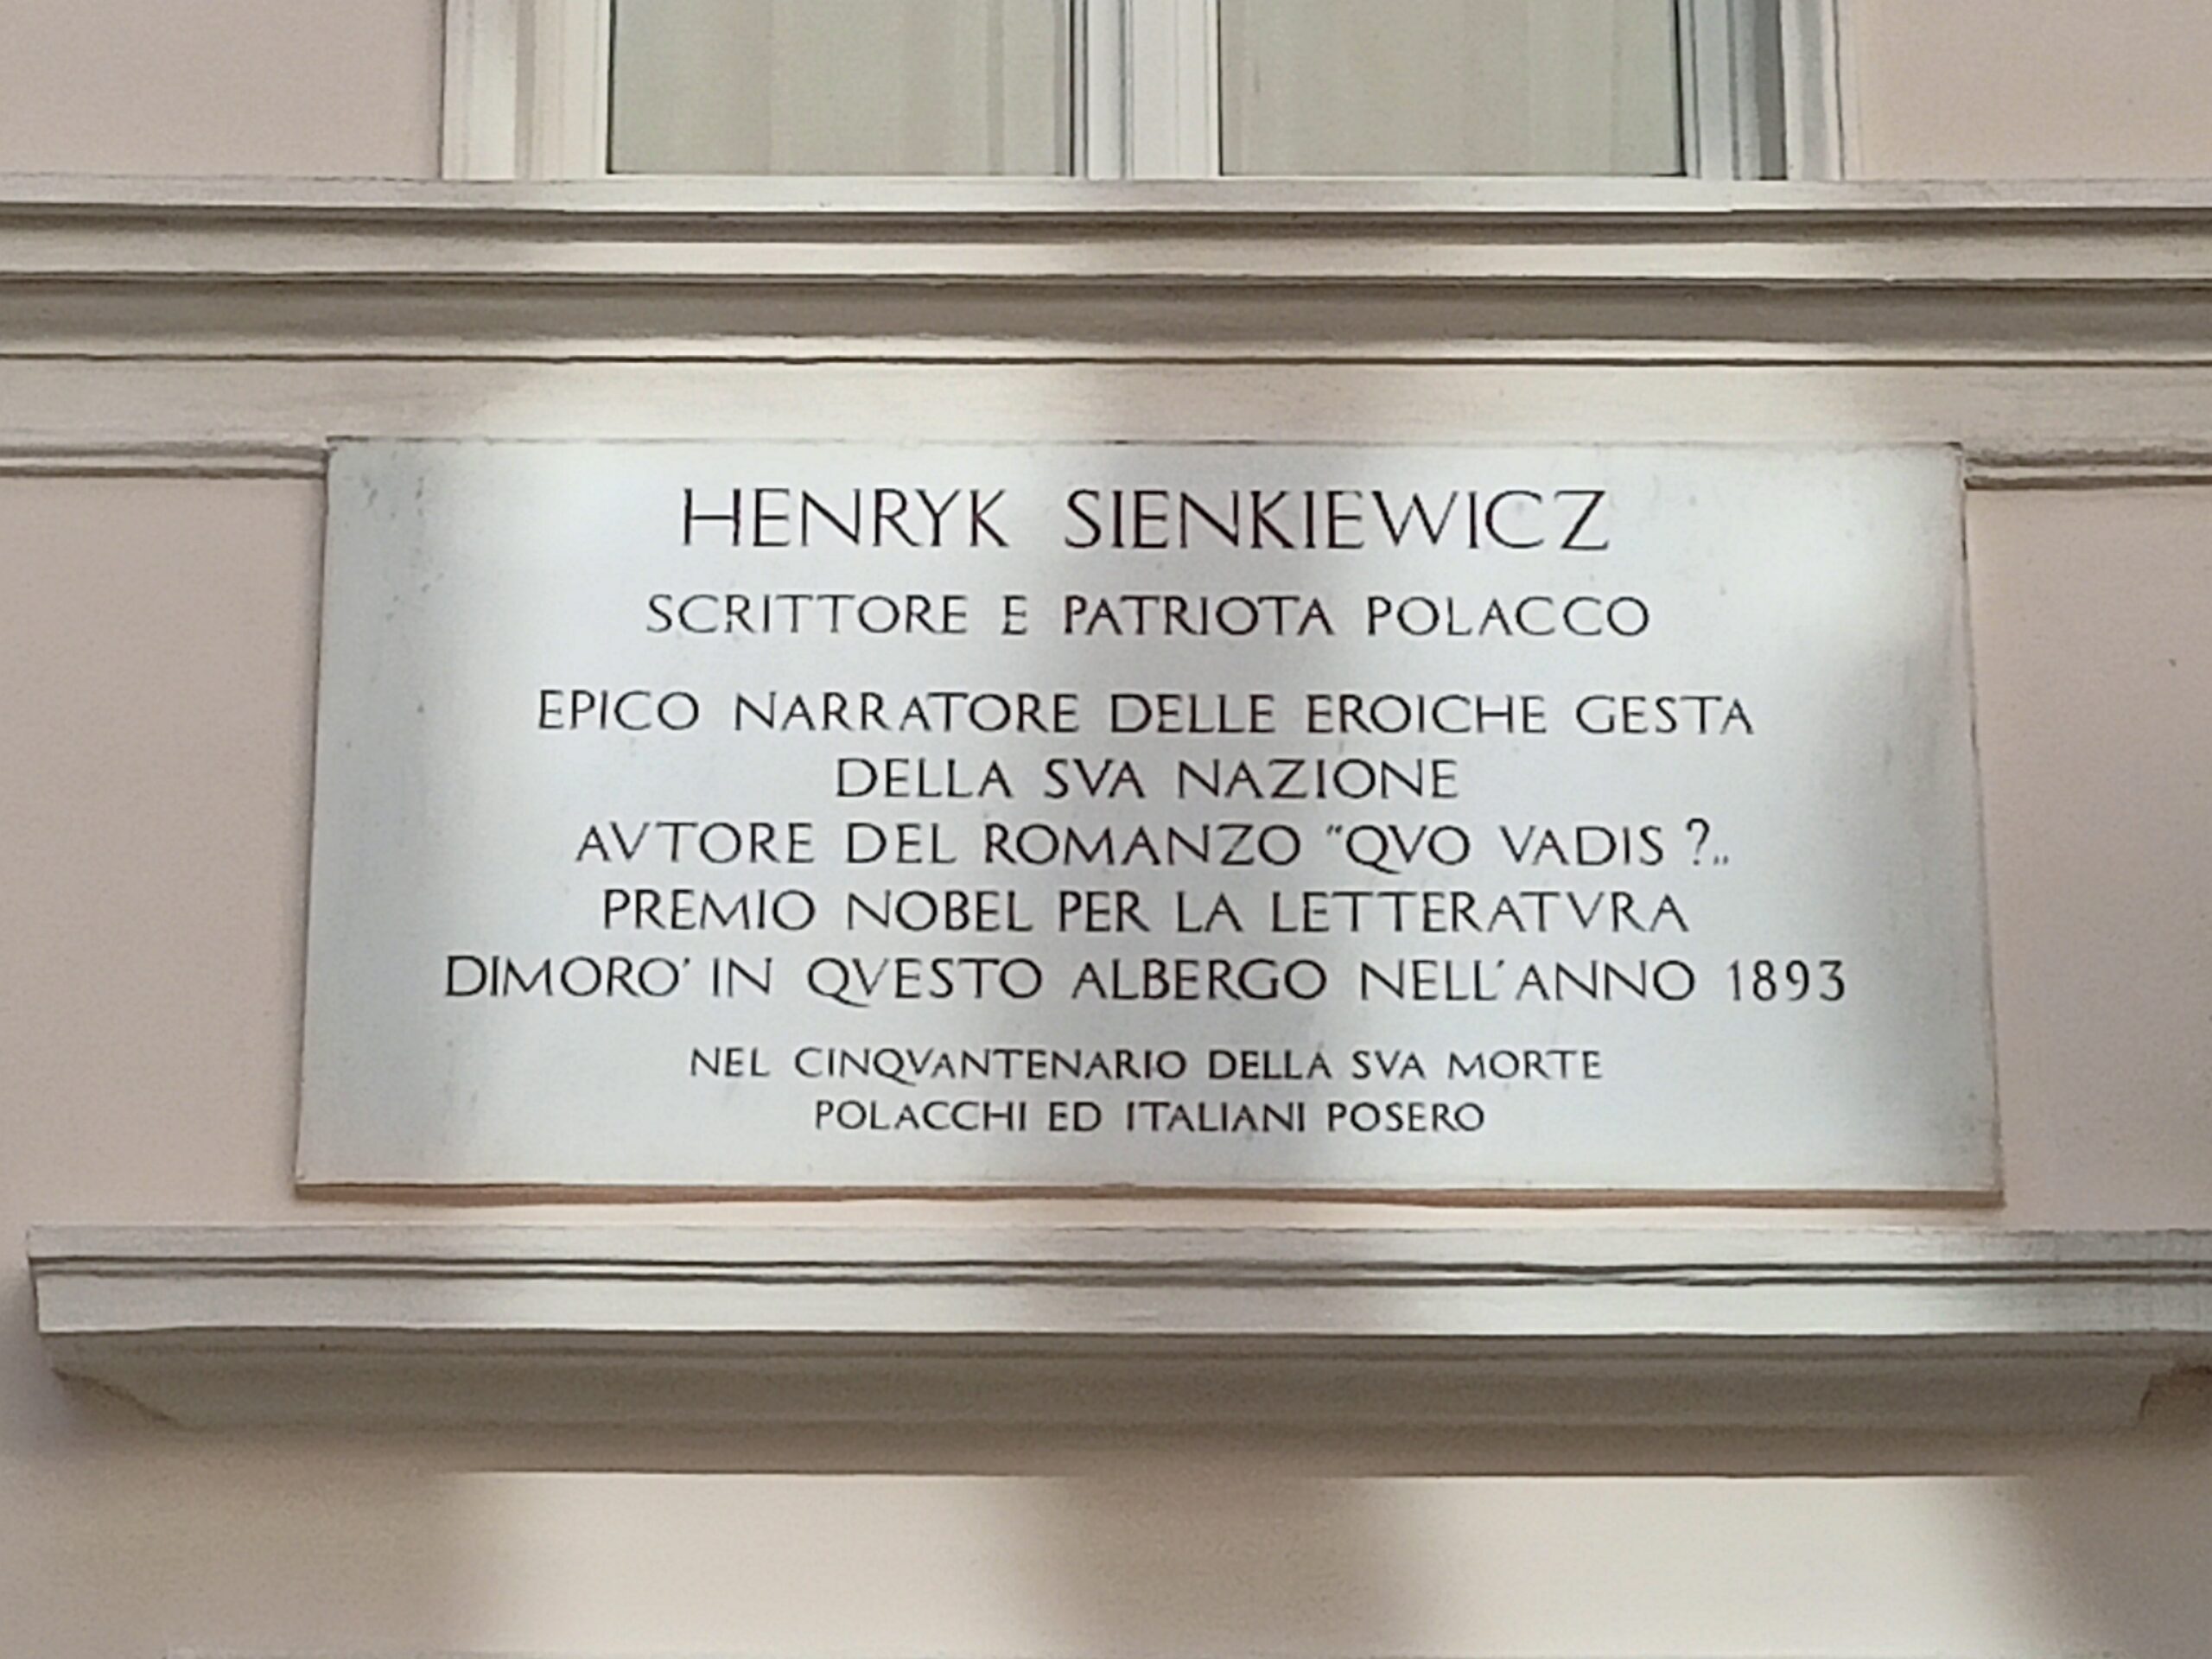 HENRYK SIENKIEWICZ
SCRITTORE E PATRIOTA POLACCO
EPICO NARRATORE DELLE EROICHE GESTA
DELLA SVA NAZIONE
AVTORE DEL ROMANZO "QVO VADIS ?„
PREMIO NOBEL PER LA LETTERATVRA
DIMORO' IN QVESTO ALBERGO NELL'ANNO 1893
NEL CINQVANTENARIO DELLA SVA MORTE
POLACCHI ED ITALIANI POSERO